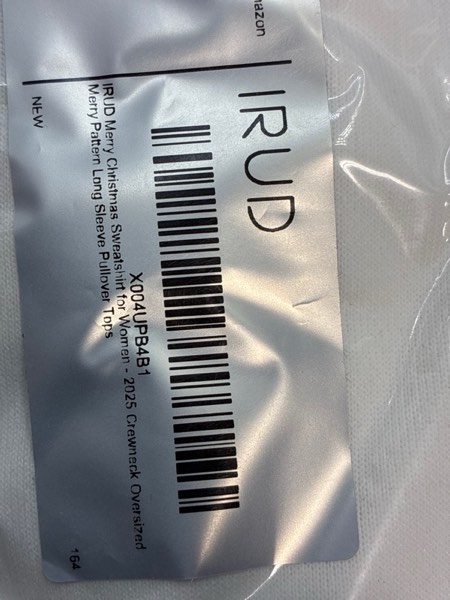 azon
IRUD
X004UPB4B1
IRUD Merry Christmas Sweatshirt for Women - 2025 Crewneck Oversized
Merry Pattern Long Sleeve Pullover Tops
NEW
164